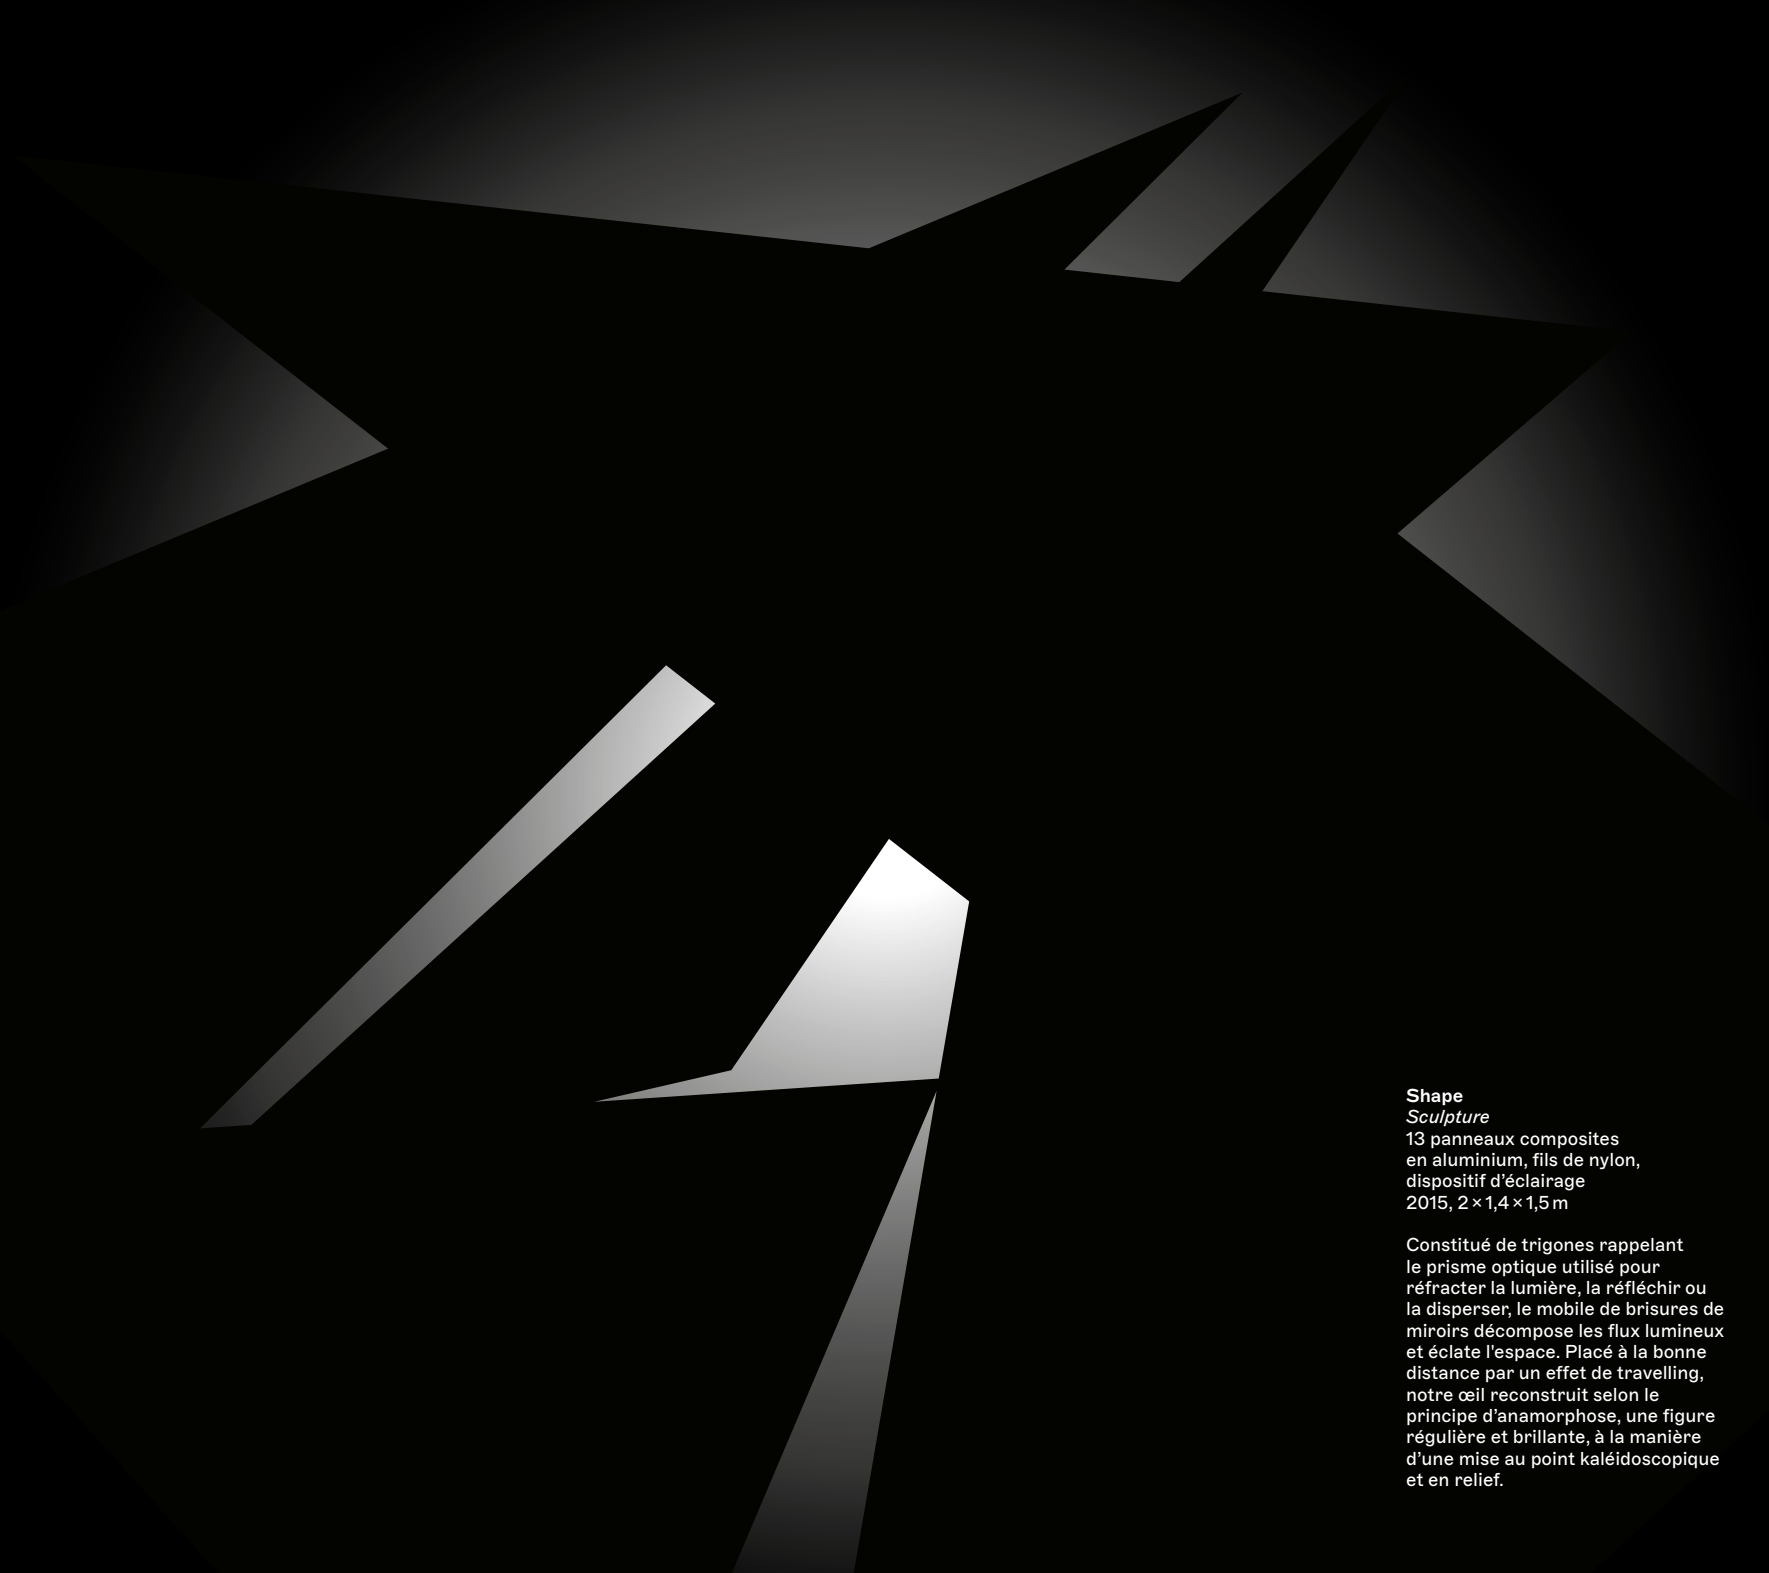 Shape
Sculpture
13 panneaux composites
en aluminium, fils de nylon,
dispositif d’éclairage
2015, 2 × 1,4 × 1,5 m
Constitué de trigones rappelant
le prisme optique utilisé pour
réfracter la lumière, la réfléchir ou
la disperser, le mobile de brisures de
miroirs décompose les flux lumineux
et éclate l'espace. Placé à la bonne
distance par un effet de travelling,
notre œil reconstruit selon le
principe d’anamorphose, une figure
régulière et brillante, à la manière
d’une mise au point kaléidoscopique
et en relief.